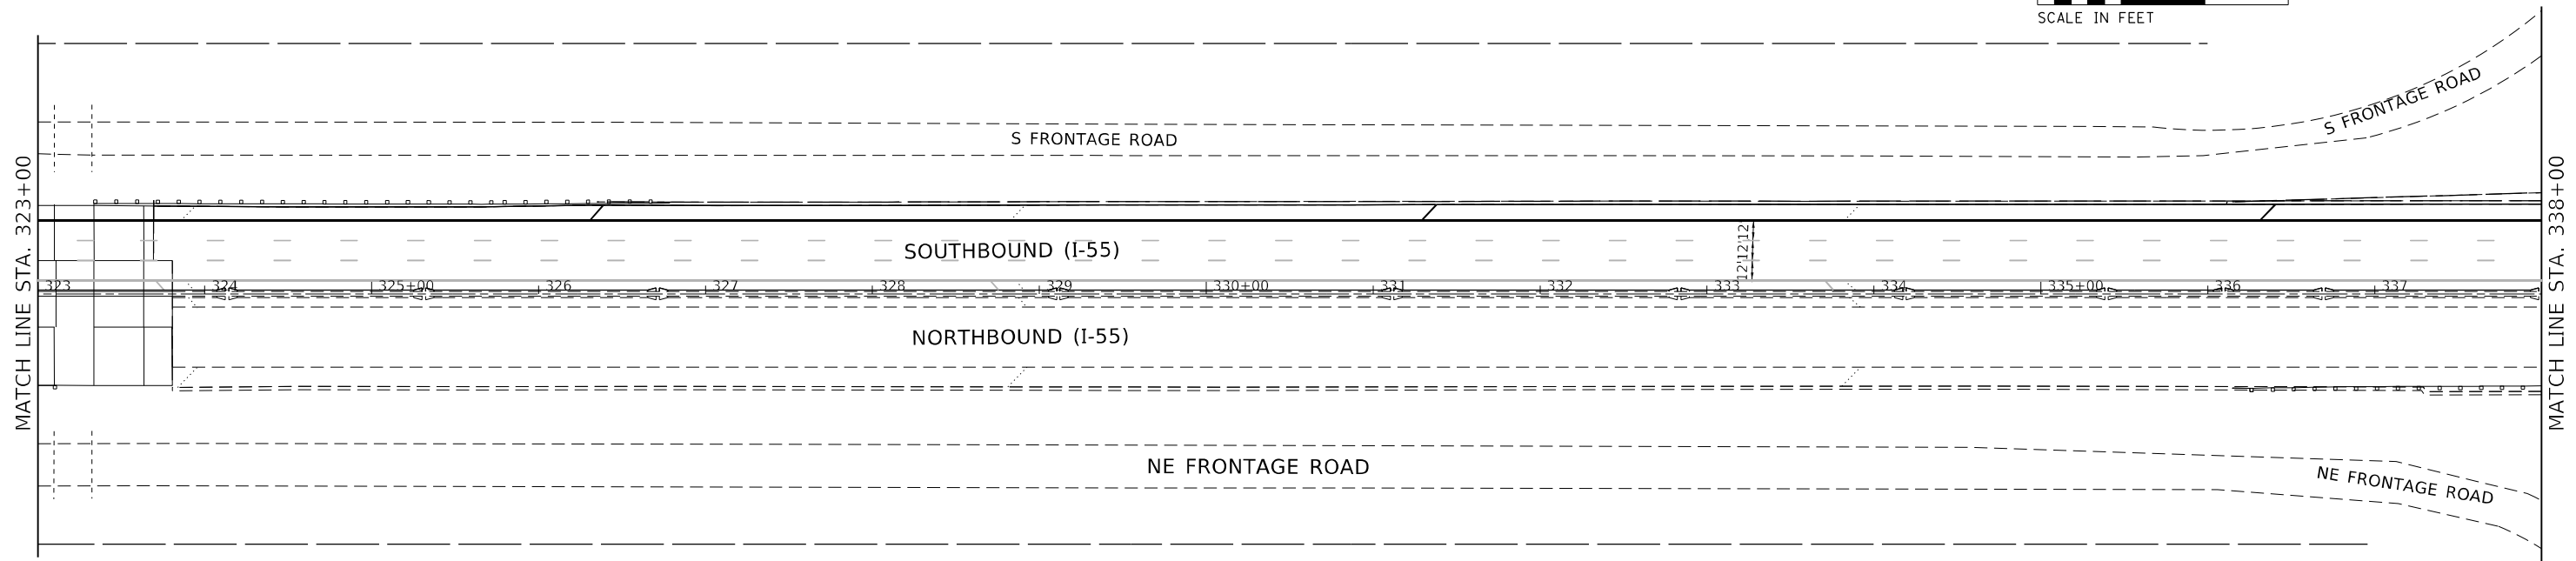 SCALE IN FEET
S FRONTAGE ROAD
S FRONTAGE ROAD
MATCH LINE STA. 323+00
MATCH LINE STA. 338+00
SOUTHBOUND (I-55)
12'12'12'
323 324 325+00 326 327 328 329 330+00 331 332 333 334 335+00 336 337
NORTHBOUND (I-55)
NE FRONTAGE ROAD
NE FRONTAGE ROAD